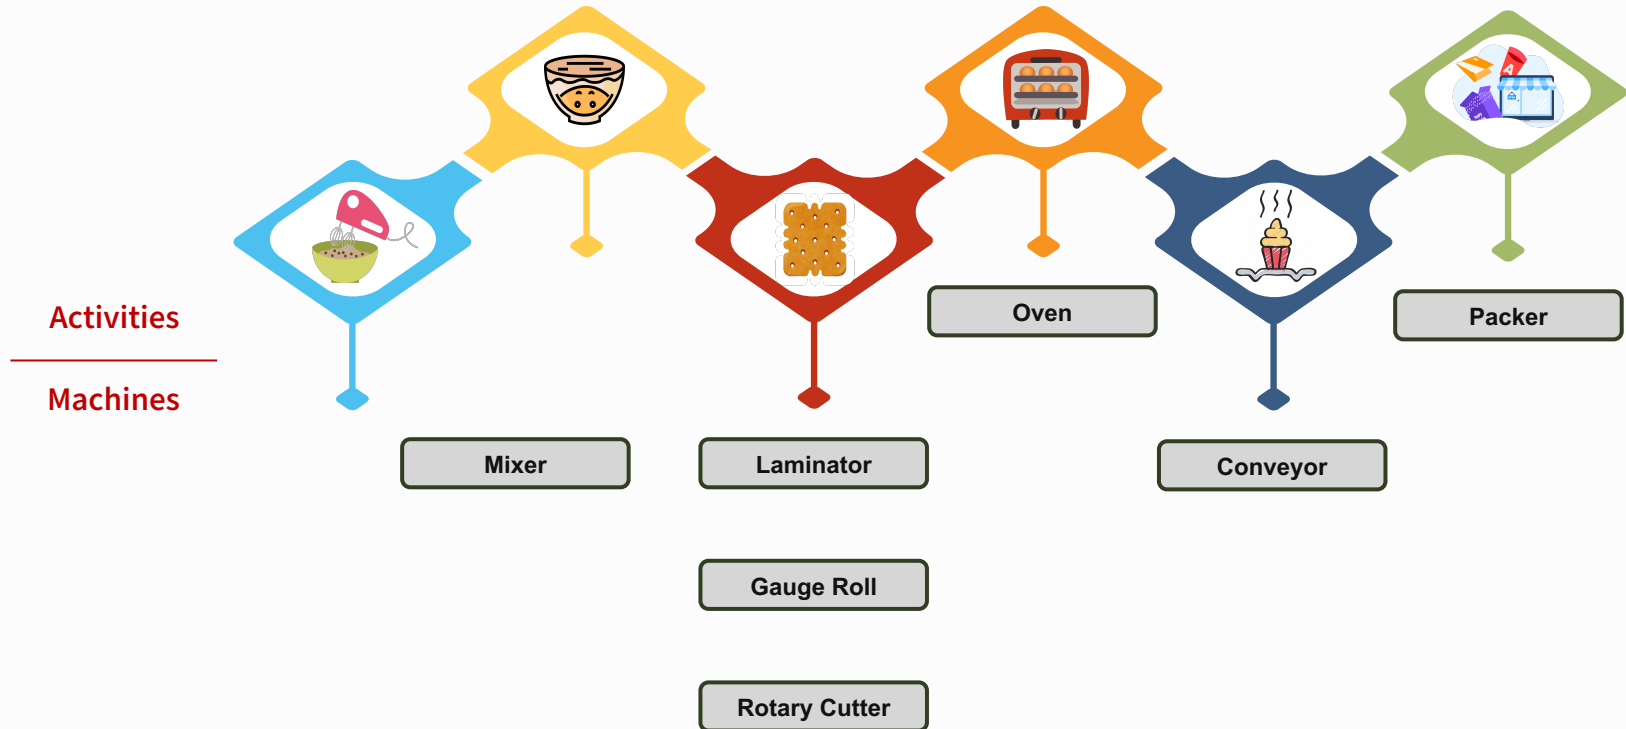 Activities
Machines
Oven
Packer
Mixer
Laminator
Conveyor
Gauge Roll
Rotary Cutter